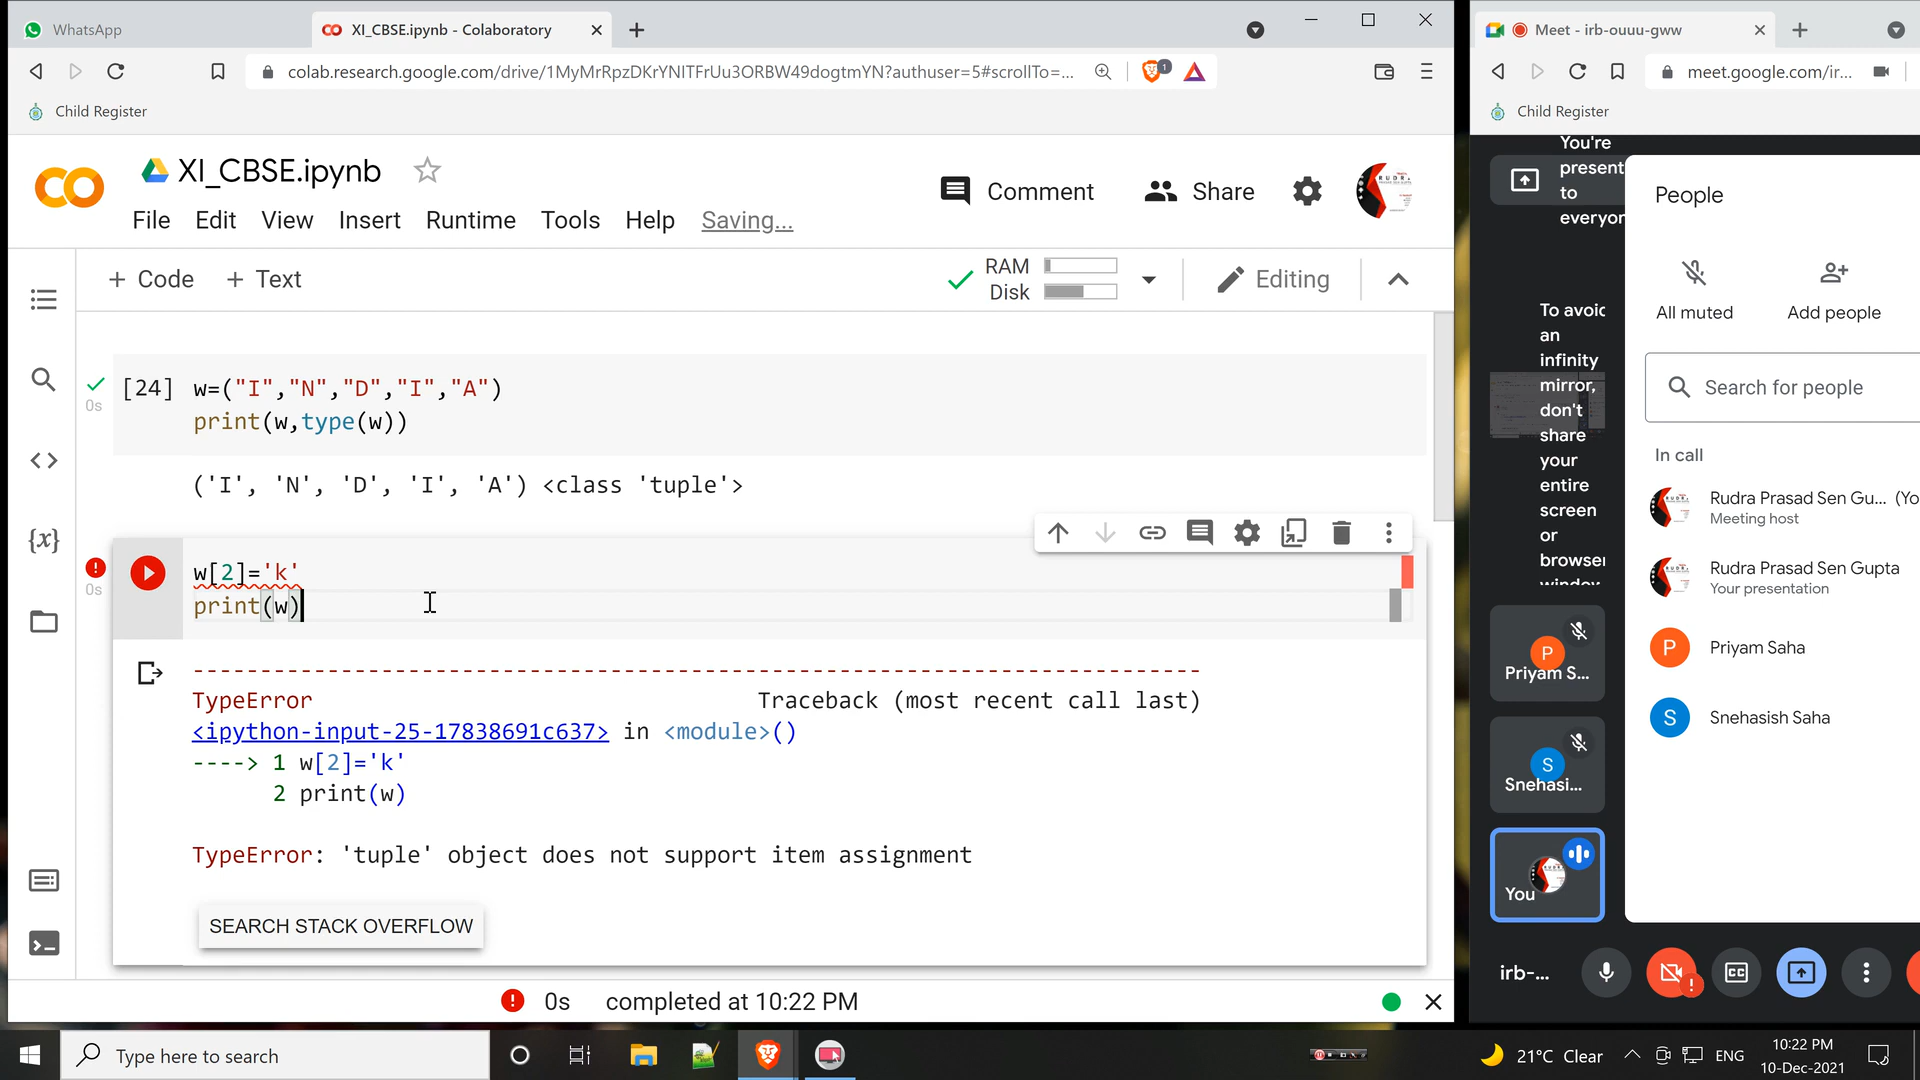 WhatsApp
XI_CBSE.ipynb - Colaboratory
Meet - irb-ouuu-gww
colab.research.google.com/drive/1MyMrRpzDKrYNITFrUu3ORBW49dogtmYN?authuser=5#scrollTo=...
1
meet.google.com/ir...
Child Register
Child Register
XI_CBSE.ipynb
Comment
Share
File Edit View Insert Runtime Tools Help Saving...
+ Code + Text
RAM
Disk
Editing
[24] w=("I","N","D","I","A")
print(w,type(w))
0s
('I', 'N', 'D', 'I', 'A') <class 'tuple'>
{x}
w[2]='k'
print(w)
0s
---------------------------------------------------------------------------
TypeError Traceback (most recent call last)
<ipython-input-25-17838691c637> in <module>()
----> 1 w[2]='k'
2 print(w)
TypeError: 'tuple' object does not support item assignment
SEARCH STACK OVERFLOW
0s completed at 10:22 PM
You're
present
to
everyon
To avoid
an
infinity
mirror,
don't
share
your
entire
screen
or
browser
window
People
All muted
Add people
Search for people
In call
Rudra Prasad Sen Gu... (Yo
Meeting host
Rudra Prasad Sen Gupta
Your presentation
P
Priyam Saha
S
Snehasish Saha
P
Priyam S...
S
Snehasi...
You
irb-...
CC
Type here to search
21°C Clear
ENG
10:22 PM
10-Dec-2021